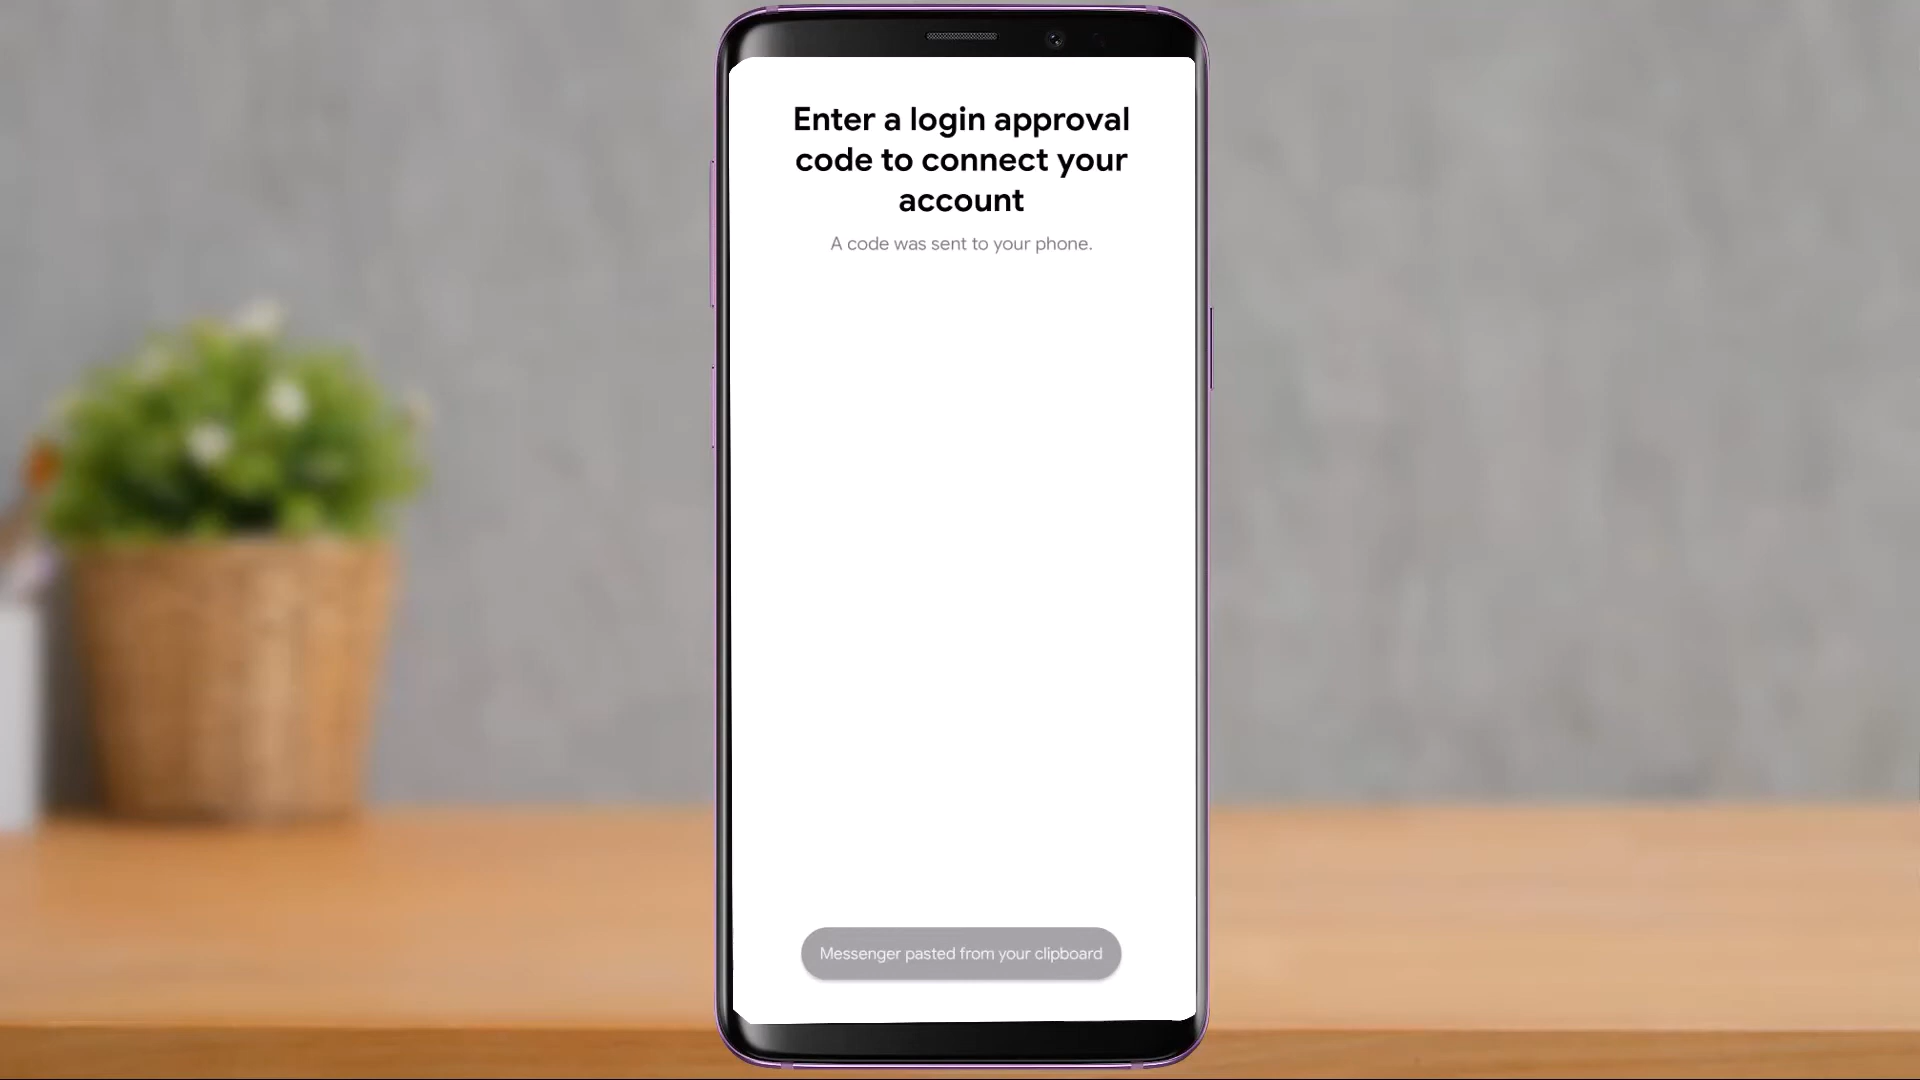 Enter a login approval
code to connect your
account
A code was sent to your phone.
Messenger pasted from your clipboard